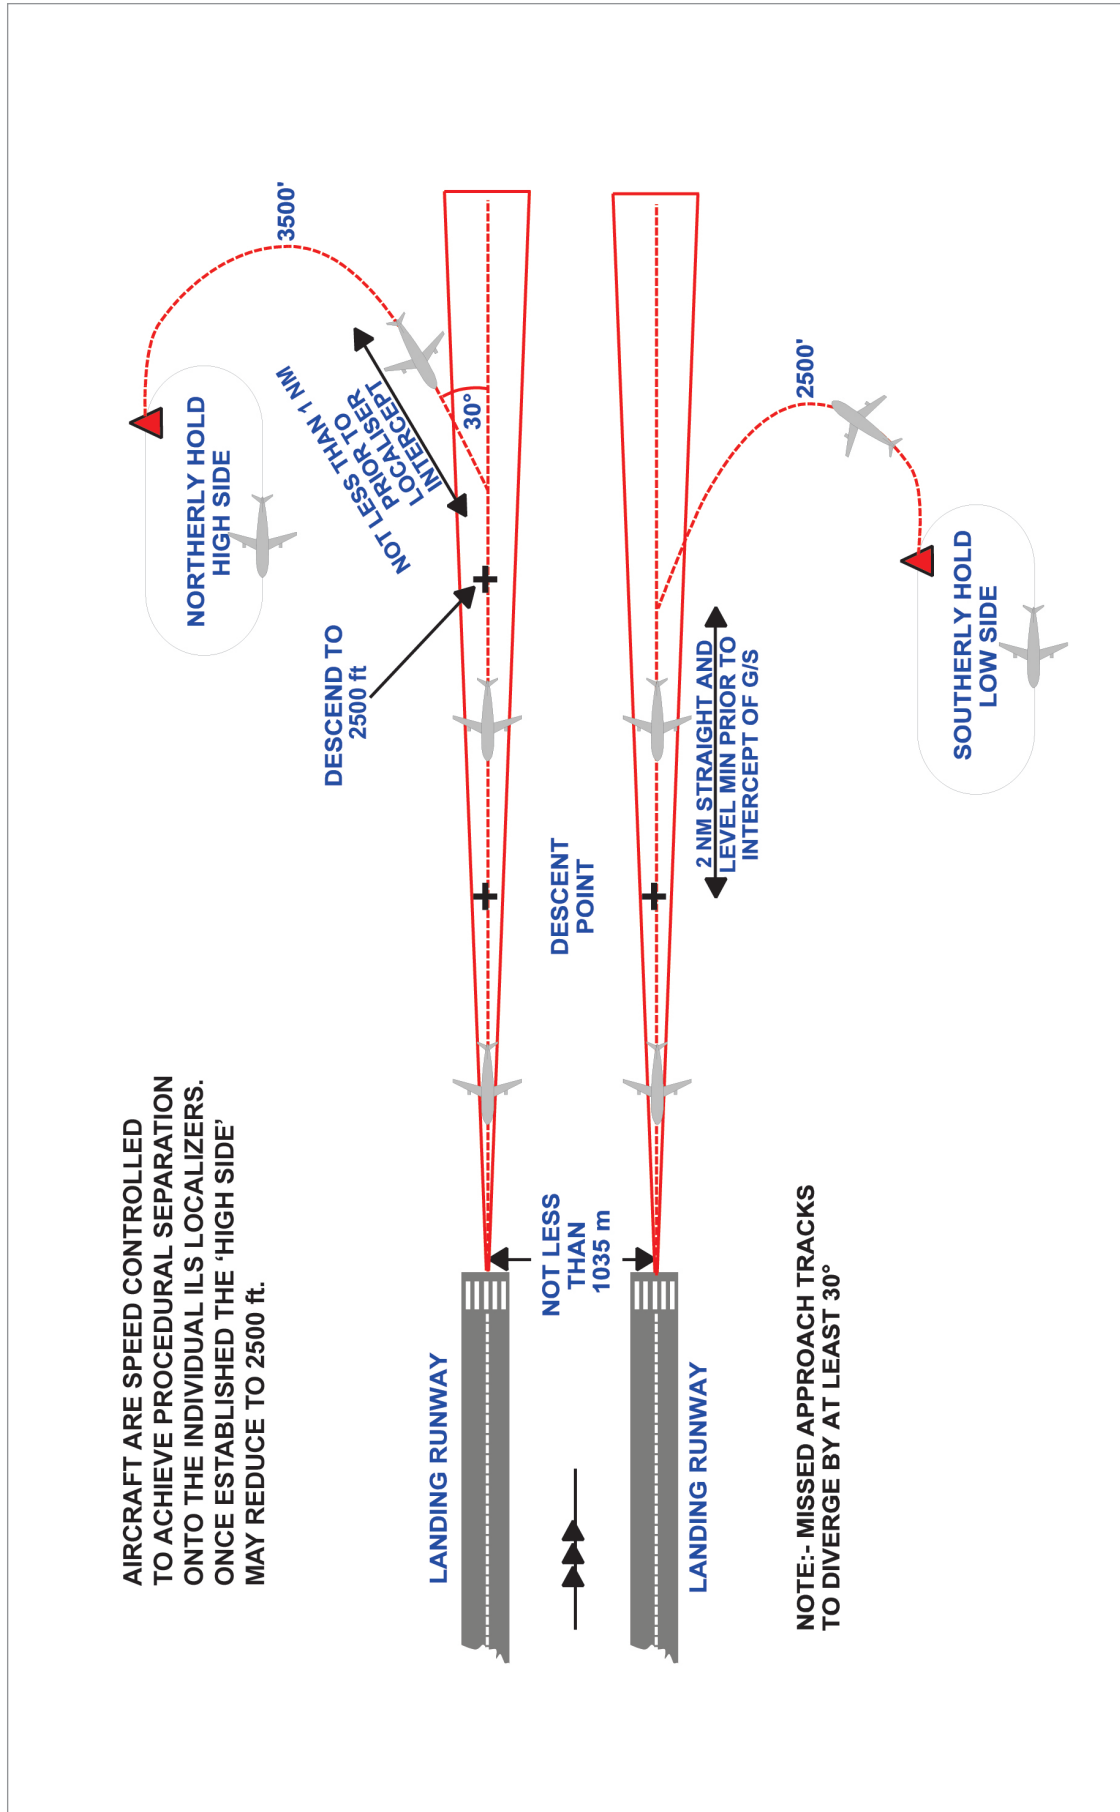 AIRCRAFT ARE SPEED CONTROLLED
TO ACHIEVE PROCEDURAL SEPARATION
ONTO THE INDIVIDUAL ILS LOCALIZERS.
ONCE ESTABLISHED THE ‘HIGH SIDE’
MAY REDUCE TO 2500 ft.
NORTHERLY HOLD
HIGH SIDE
3500'
NOT LESS THAN 1 NM
PRIOR TO
LOCALISER
INTERCEPT
30°
DESCEND TO
2500 ft
LANDING RUNWAY
NOT LESS
THAN
1035 m
DESCENT
POINT
LANDING RUNWAY
2 NM STRAIGHT AND
LEVEL MIN PRIOR TO
INTERCEPT OF G/S
2500'
SOUTHERLY HOLD
LOW SIDE
NOTE:- MISSED APPROACH TRACKS
TO DIVERGE BY AT LEAST 30°